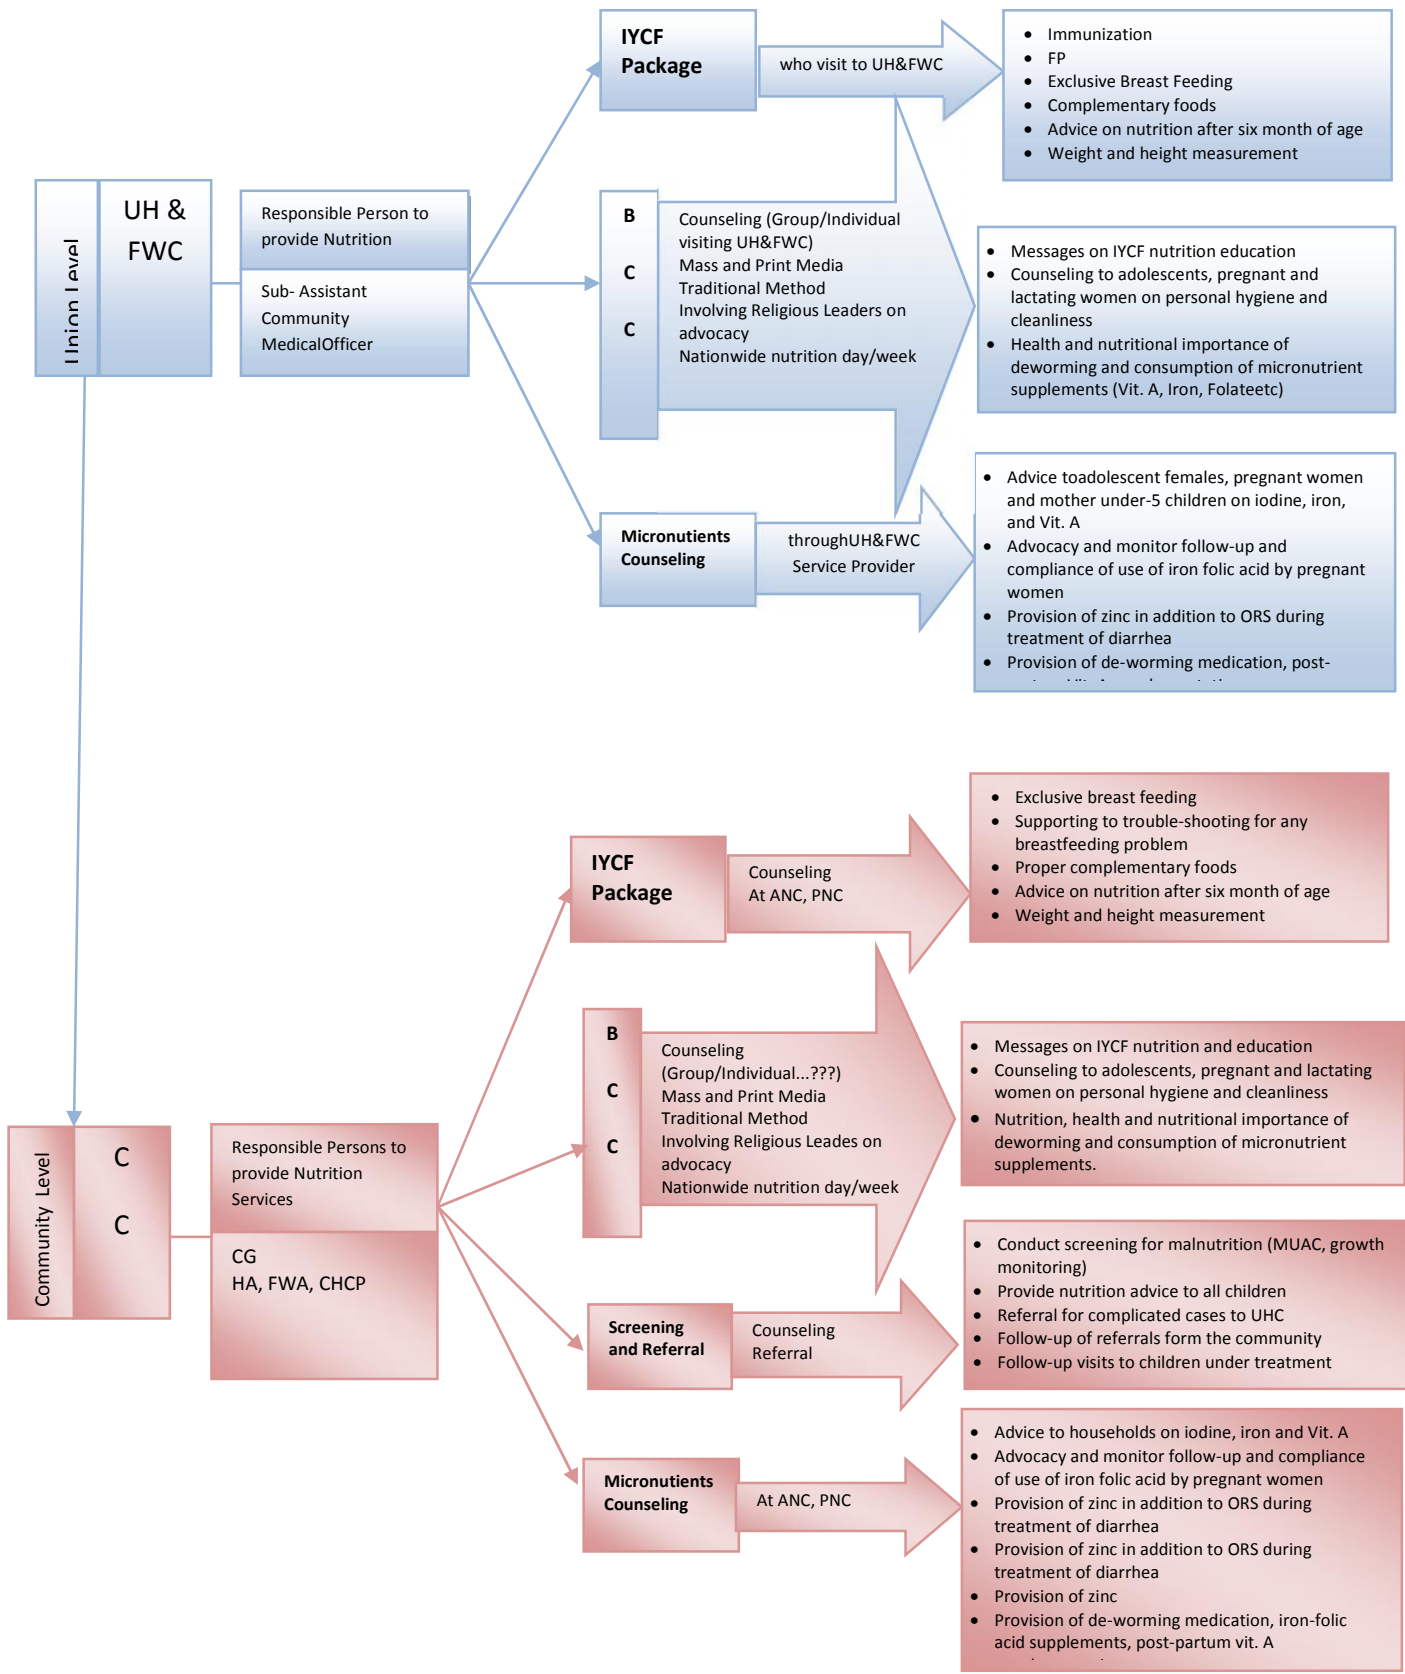 IYCF
Package
who visit to UH&FWC
• Immunization
• FP
• Exclusive Breast Feeding
• Complementary foods
• Advice on nutrition after six month of age
• Weight and height measurement
Union Level
UH &
FWC
Responsible Person to
provide Nutrition
Sub- Assistant
Community
MedicalOfficer
B
C
C
Counseling (Group/Individual
visiting UH&FWC)
Mass and Print Media
Traditional Method
Involving Religious Leaders on
advocacy
Nationwide nutrition day/week
• Messages on IYCF nutrition education
• Counseling to adolescents, pregnant and
lactating women on personal hygiene and
cleanliness
• Health and nutritional importance of
deworming and consumption of micronutrient
supplements (Vit. A, Iron, Folateetc)
Micronutients
Counseling
throughUH&FWC
Service Provider
• Advice toadolescent females, pregnant women
and mother under-5 children on iodine, iron,
and Vit. A
• Advocacy and monitor follow-up and
compliance of use of iron folic acid by pregnant
women
• Provision of zinc in addition to ORS during
treatment of diarrhea
• Provision of de-worming medication, post-
IYCF
Package
Counseling
At ANC, PNC
• Exclusive breast feeding
• Supporting to trouble-shooting for any
breastfeeding problem
• Proper complementary foods
• Advice on nutrition after six month of age
• Weight and height measurement
Community Level
C
C
Responsible Persons to
provide Nutrition
Services
CG
HA, FWA, CHCP
B
C
C
Counseling
(Group/Individual...???)
Mass and Print Media
Traditional Method
Involving Religious Leades on
advocacy
Nationwide nutrition day/week
• Messages on IYCF nutrition and education
• Counseling to adolescents, pregnant and lactating
women on personal hygiene and cleanliness
• Nutrition, health and nutritional importance of
deworming and consumption of micronutrient
supplements.
Screening
and Referral
Counseling
Referral
• Conduct screening for malnutrition (MUAC, growth
monitoring)
• Provide nutrition advice to all children
• Referral for complicated cases to UHC
• Follow-up of referrals form the community
• Follow-up visits to children under treatment
Micronutients
Counseling
At ANC, PNC
• Advice to households on iodine, iron and Vit. A
• Advocacy and monitor follow-up and compliance
of use of iron folic acid by pregnant women
• Provision of zinc in addition to ORS during
treatment of diarrhea
• Provision of zinc in addition to ORS during
treatment of diarrhea
• Provision of zinc
• Provision of de-worming medication, iron-folic
acid supplements, post-partum vit. A